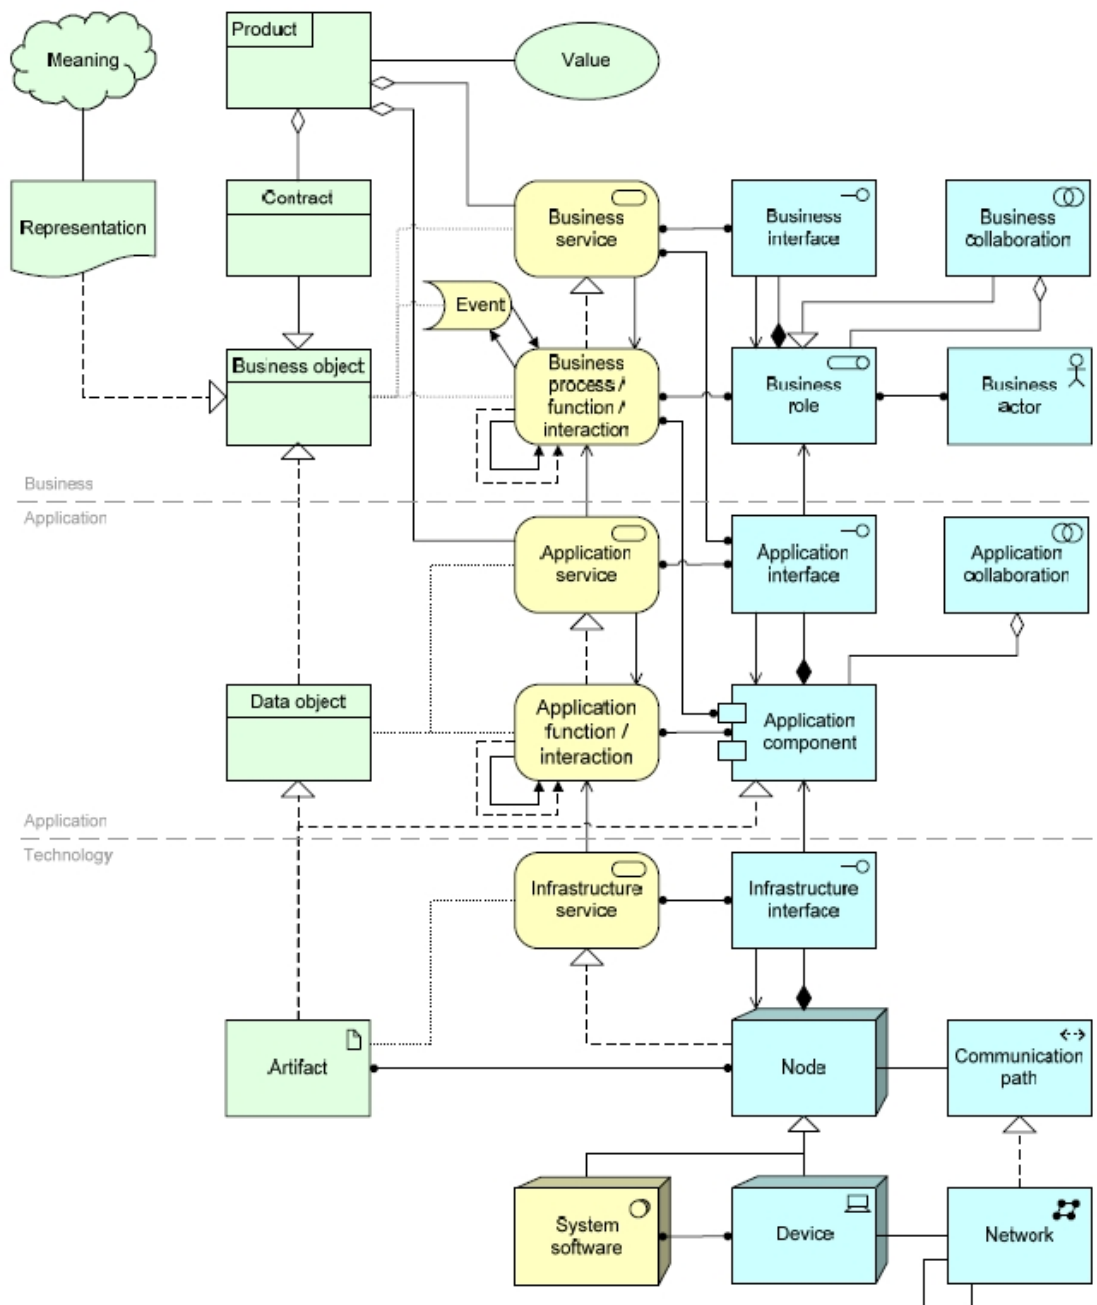 Product
Meaning
Value
Contract
Representation
Business
service
Business
interface
Business
collaboration
Event
Business object
Business
process /
function /
interaction
Business
role
Business
actor
Business
Application
Application
service
Application
interface
Application
collaboration
Data object
Application
function /
interaction
Application
component
Application
Technology
Infrastructure
service
Infrastructure
interface
Artifact
Node
Communication
path
System
software
Device
Network